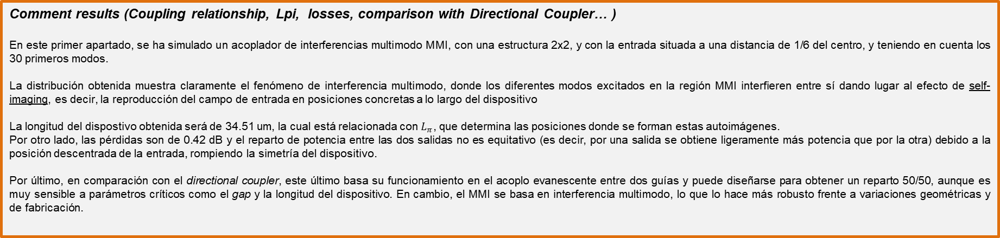 Comment results (Coupling relationship, Lpi, losses, comparison with Directional Coupler… )
En este primer apartado, se ha simulado un acoplador de interferencias multimodo MMI, con una estructura 2x2, y con la entrada situada a una distancia de 1/6 del centro, y teniendo en cuenta los
30 primeros modos.
La distribución obtenida muestra claramente el fenómeno de interferencia multimodo, donde los diferentes modos excitados en la región MMI interfieren entre sí dando lugar al efecto de self-
imaging, es decir, la reproducción del campo de entrada en posiciones concretas a lo largo del dispositivo
La longitud del dispostivo obtenida será de 34.51 um, la cual está relacionada con 𝐿𝜋, que determina las posiciones donde se forman estas autoimágenes.
Por otro lado, las pérdidas son de 0.42 dB y el reparto de potencia entre las dos salidas no es equitativo (es decir, por una salida se obtiene ligeramente más potencia que por la otra) debido a la
posición descentrada de la entrada, rompiendo la simetría del dispositivo.
Por último, en comparación con el directional coupler, este último basa su funcionamiento en el acoplo evanescente entre dos guías y puede diseñarse para obtener un reparto 50/50, aunque es
muy sensible a parámetros críticos como el gap y la longitud del dispositivo. En cambio, el MMI se basa en interferencia multimodo, lo que lo hace más robusto frente a variaciones geométricas y
de fabricación.